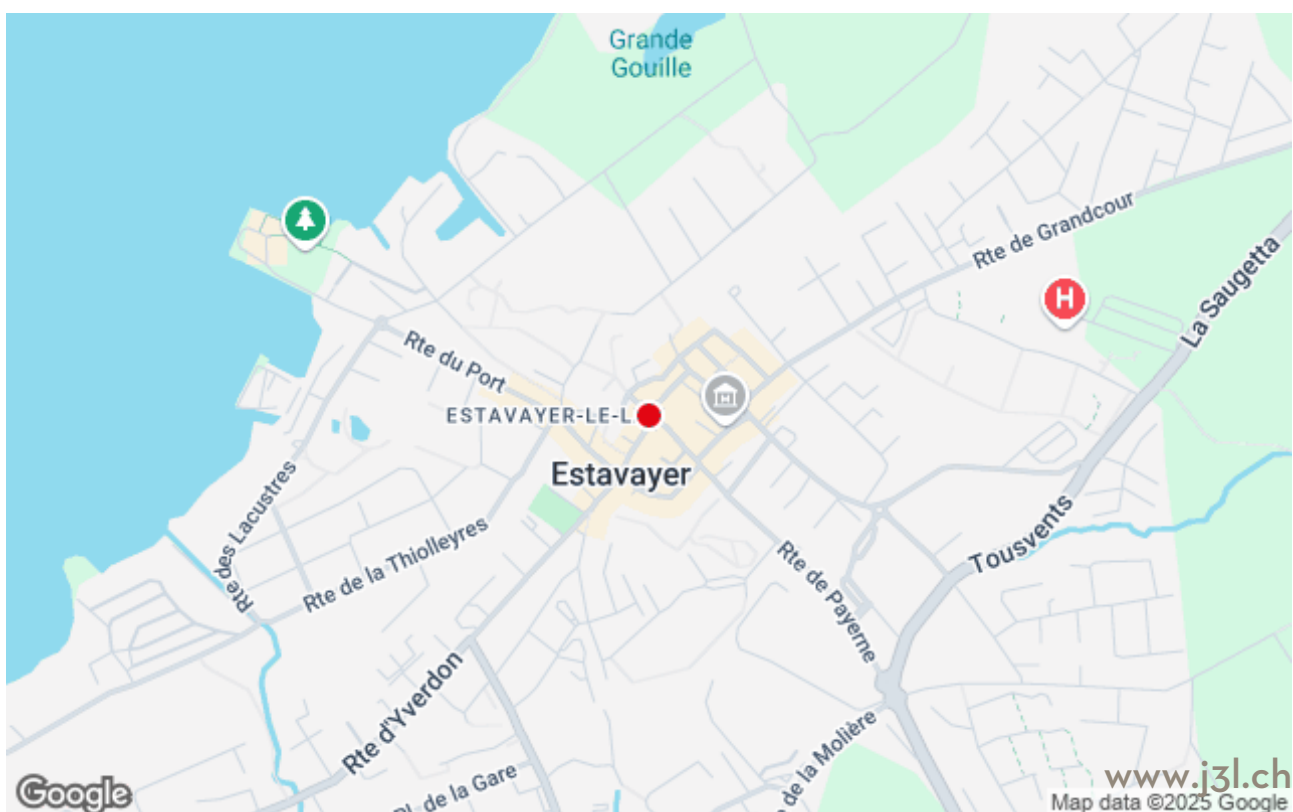 Grande
Gouille
Rte de Grandcour
La Saugetta
H
Rte du Port
ESTAVAYER-LE-L
H
Estavayer
Rte des Lacustres
Rte de la Thiolleyres
Tousvents
Rte de Payerne
Rte d'Yverdon
de la Molière
Pl. de la Gare
www.j3l.ch
Google
Map data ©2025 Google